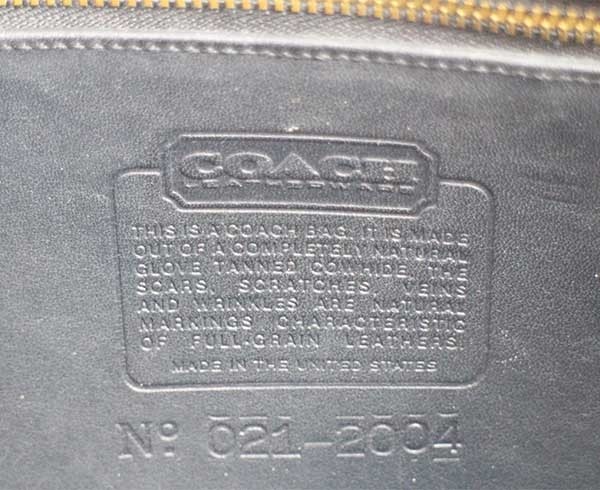 COACH
LEATHERWARE
THIS IS A COACH BAG. IT IS MADE
OUT OF A COMPLETELY NATURAL
GLOVE TANNED COWHIDE. THE
SCARS, SCRATCHES, VEINS
AND WRINKLES ARE NATURAL
MARKINGS CHARACTERISTIC
OF FULL-GRAIN LEATHERS.
MADE IN THE UNITED STATES
Nº 021-2004